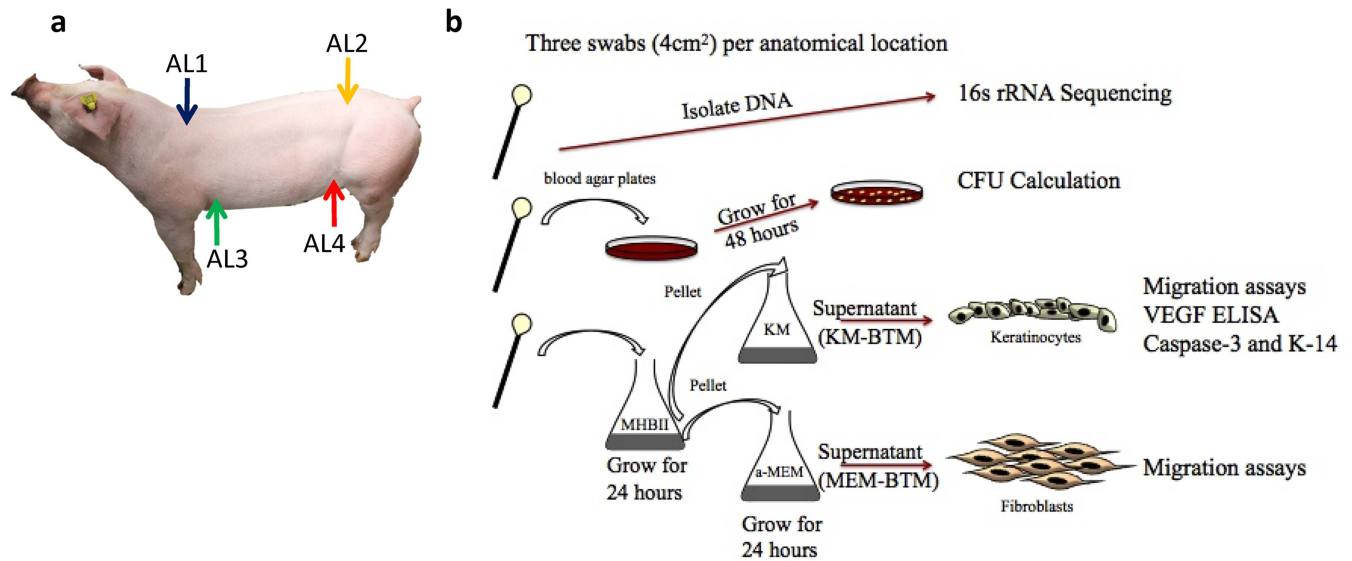 a
AL1
AL2
AL3
AL4
b
Three swabs (4cm²) per anatomical location
Isolate DNA
16s rRNA Sequencing
blood agar plates
Grow for
48 hours
CFU Calculation
Pellet
KM
Supernatant
(KM-BTM)
Keratinocytes
Migration assays
VEGF ELISA
Caspase-3 and K-14
MHBII
Grow for
24 hours
Pellet
a-MEM
Grow for
24 hours
Supernatant
(MEM-BTM)
Fibroblasts
Migration assays